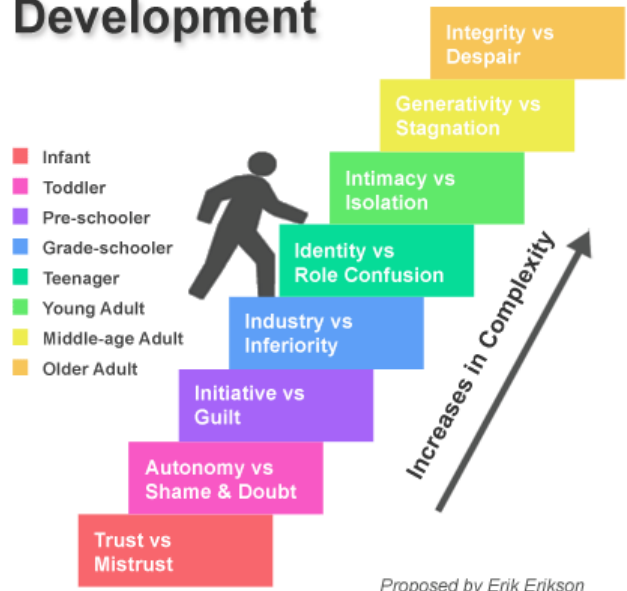 Development
Integrity vs
Despair
Generativity vs
Stagnation
Intimacy vs
Isolation
Identity vs
Role Confusion
Industry vs
Inferiority
Initiative vs
Guilt
Autonomy vs
Shame & Doubt
Trust vs
Mistrust
Infant
Toddler
Pre-schooler
Grade-schooler
Teenager
Young Adult
Middle-age Adult
Older Adult
Increases in Complexity
Proposed by Erik Erikson